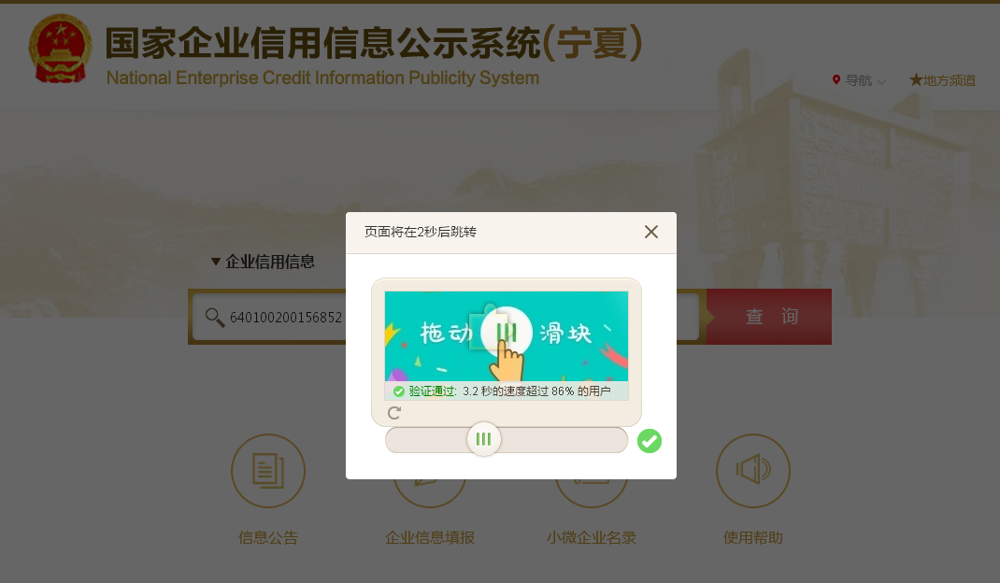 国家企业信用信息公示系统(宁夏)
National Enterprise Credit Information Publicity System
导航
★地方频道
页面将在2秒后跳转
企业信用信息
640100200156852
查 询
拖动 滑块
验证通过: 3.2 秒的速度超过 86% 的用户
信息公告
企业信息填报
小微企业名录
使用帮助